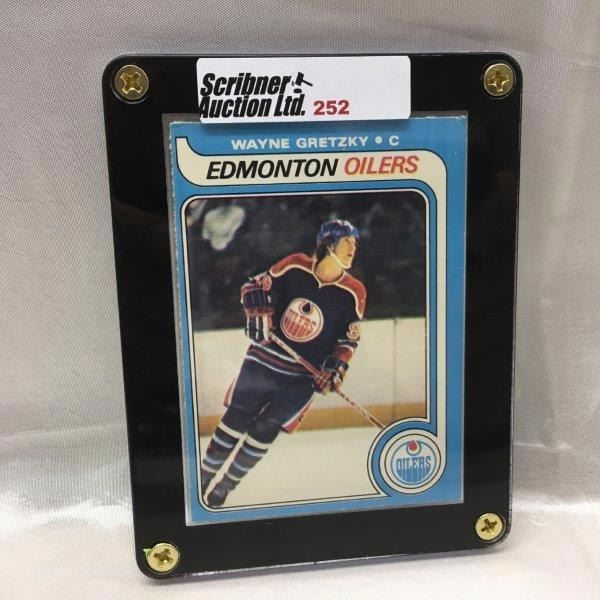 Scribner
Auction Ltd. 252
WAYNE GRETZKY • C
EDMONTON OILERS
OILERS
OILERS